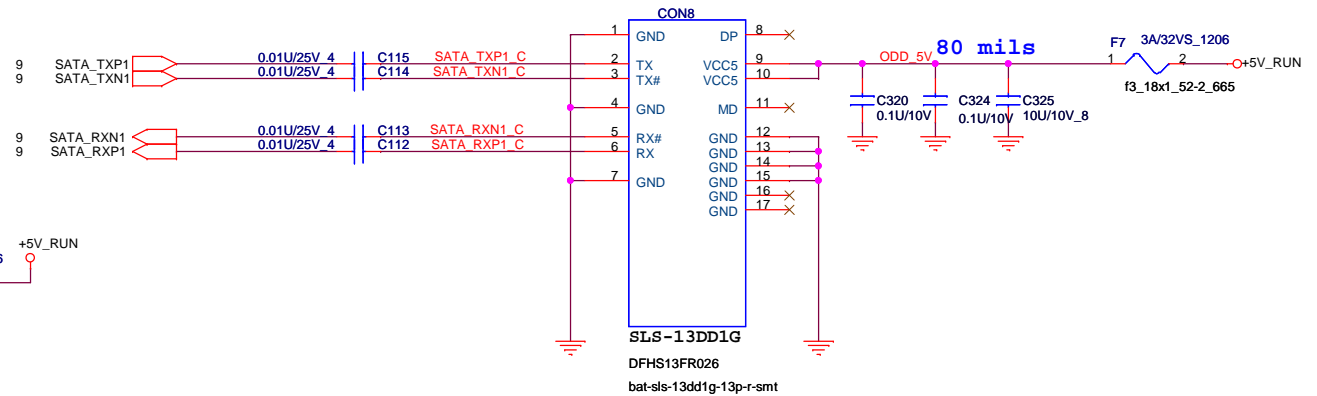 CON8
1 GND DP 8
9 SATA_TXP1 0.01U/25V_4 C115 SATA_TXP1_C 2 TX VCC5 9 ODD_5V 80 mils 1 F7 3A/32VS_1206 2 +5V_RUN
9 SATA_TXN1 0.01U/25V_4 C114 SATA_TXN1_C 3 TX# VCC5 10
f3_18x1_52-2_665
4 GND MD 11
C320 0.1U/10V
C324 0.1U/10V
C325 10U/10V_8
9 SATA_RXN1 0.01U/25V_4 C113 SATA_RXN1_C 5 RX# GND 12
9 SATA_RXP1 0.01U/25V_4 C112 SATA_RXP1_C 6 RX GND 13
GND 14
7 GND GND 15
GND 16
GND 17
+5V_RUN
SLS-13DD1G
DFHS13FR026
bat-sls-13dd1g-13p-r-smt